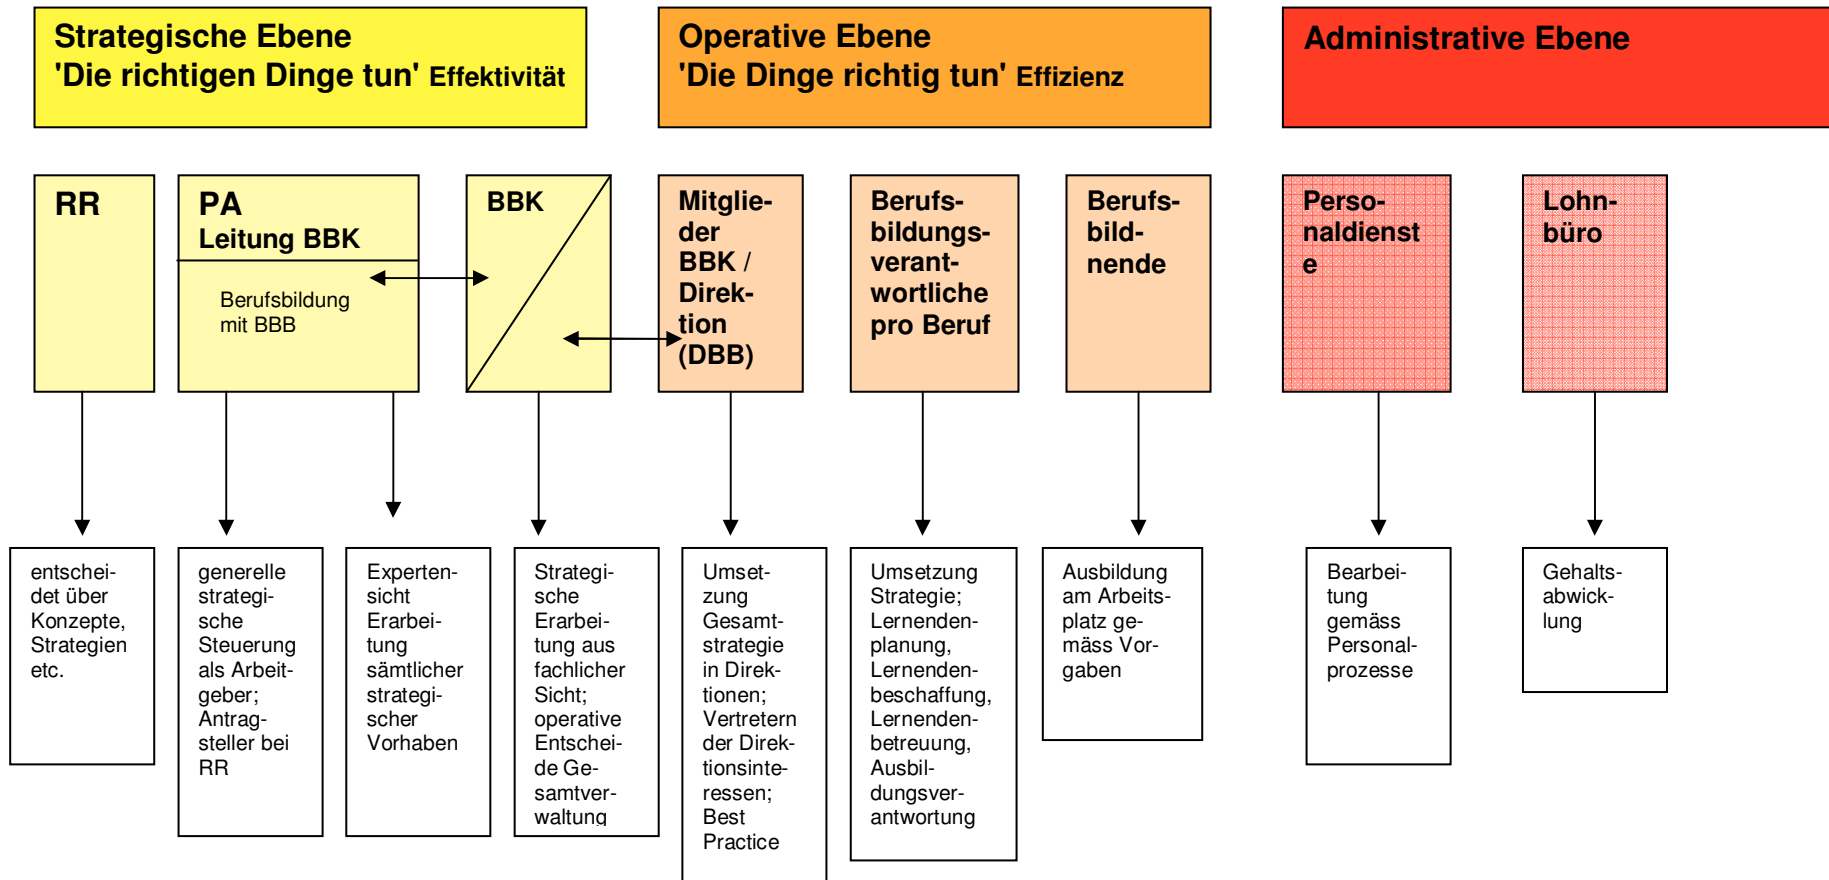 Strategische Ebene
'Die richtigen Dinge tun' Effektivität
Operative Ebene
'Die Dinge richtig tun' Effizienz
Administrative Ebene
RR
PA
Leitung BBK
Berufsbildung
mit BBB
BBK
Mitglie-
der
BBK /
Direk-
tion
(DBB)
Berufs-
bildungs-
verant-
wortliche
pro Beruf
Berufs-
bild-
nende
Perso-
naldienst
e
Lohn-
büro
entschei-
det über
Konzepte,
Strategien
etc.
generelle
strategi-
sche
Steuerung
als Arbeit-
geber;
Antrag-
steller bei
RR
Experten-
sicht
Erarbei-
tung
sämtlicher
strategi-
scher
Vorhaben
Strategi-
sche
Erarbei-
tung aus
fachlicher
Sicht;
operative
Entschei-
de Ge-
samtver-
waltung
Umset-
zung
Gesamt-
strategie
in Direk-
tionen;
Vertretern
der Direk-
tionsinte-
ressen;
Best
Practice
Umsetzung
Strategie;
Lernenden-
planung,
Lernenden-
beschaffung,
Lernenden-
betreuung,
Ausbil-
dungsver-
antwortung
Ausbildung
am Arbeits-
platz ge-
mäss Vor-
gaben
Bearbei-
tung
gemäss
Personal-
prozesse
Gehalts-
abwick-
lung